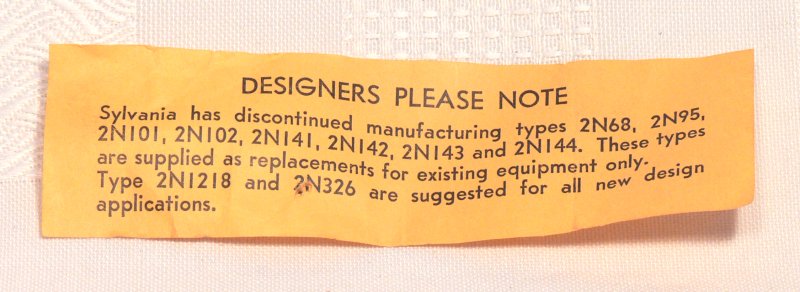 DESIGNERS PLEASE NOTE
Sylvania has discontinued manufacturing types 2N68, 2N95,
2N101, 2N102, 2N141, 2N142, 2N143 and 2N144. These types
are supplied as replacements for existing equipment only.
Type 2N1218 and 2N326 are suggested for all new design
applications.